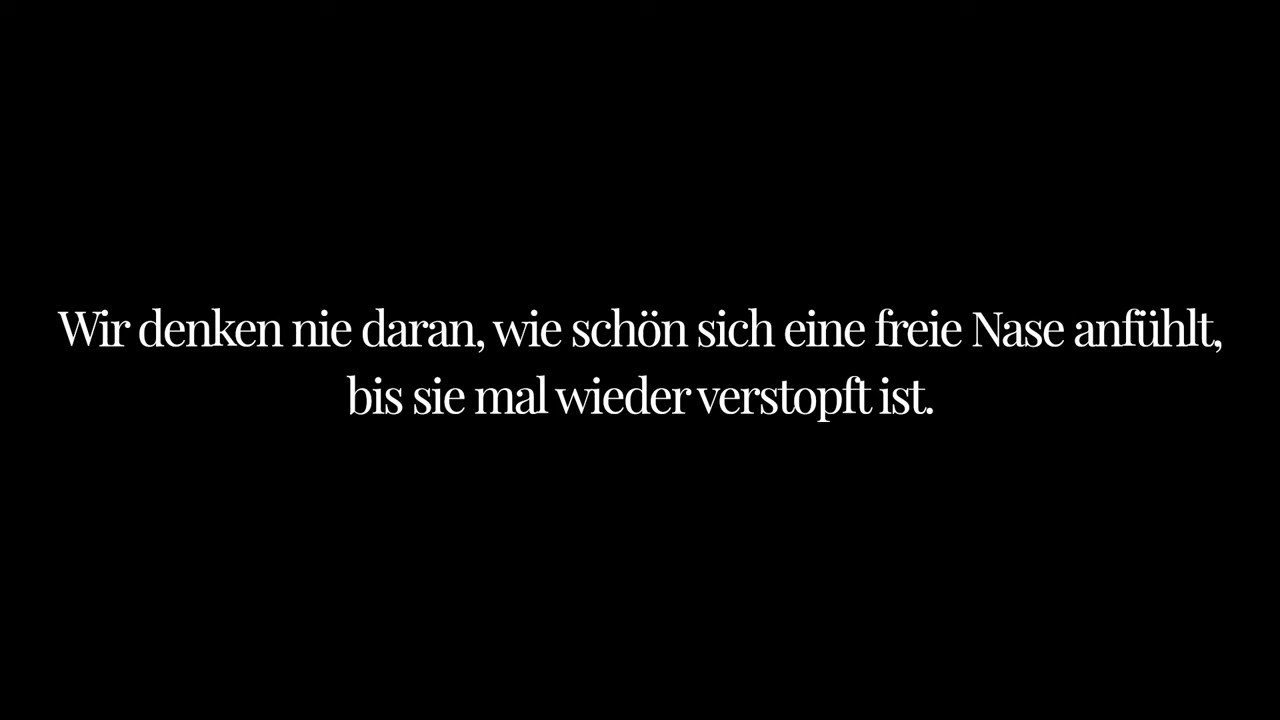 Wir denken nie daran, wie schön sich eine freie Nase anfühlt,
bis sie mal wieder verstopft ist.